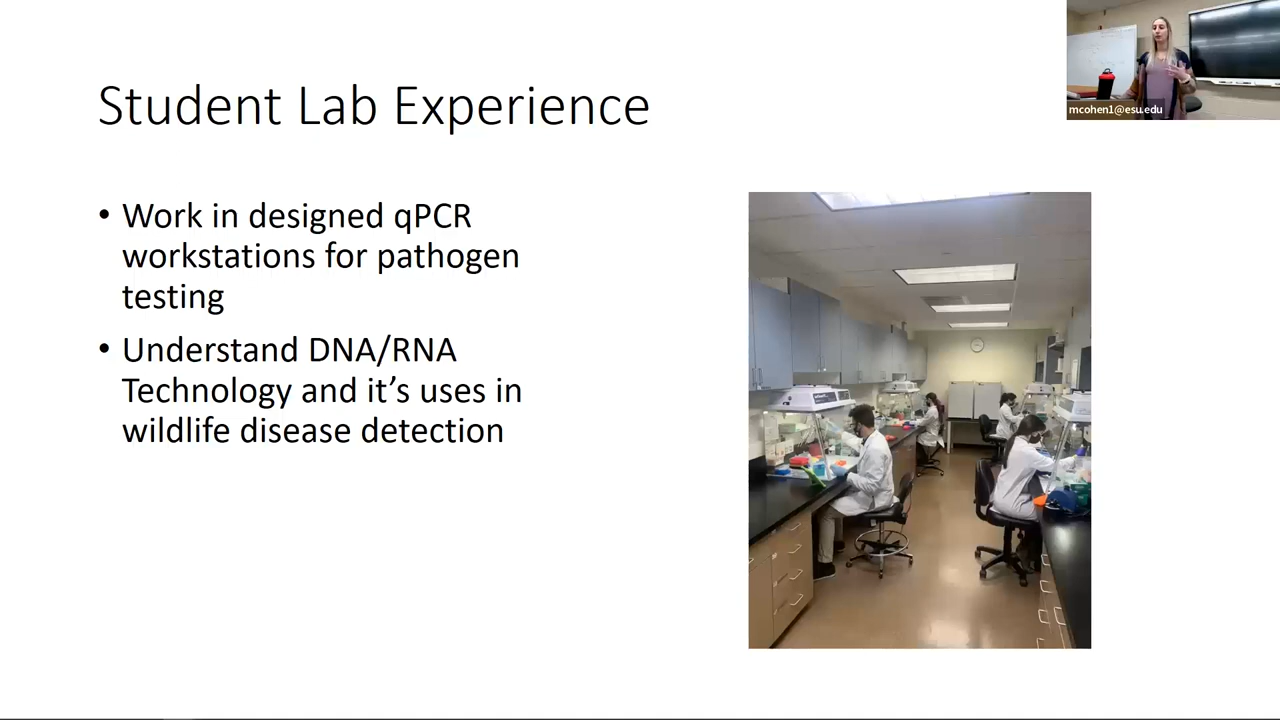 Student Lab Experience
mcohen1@esu.edu
• Work in designed qPCR
workstations for pathogen
testing
• Understand DNA/RNA
Technology and it’s uses in
wildlife disease detection